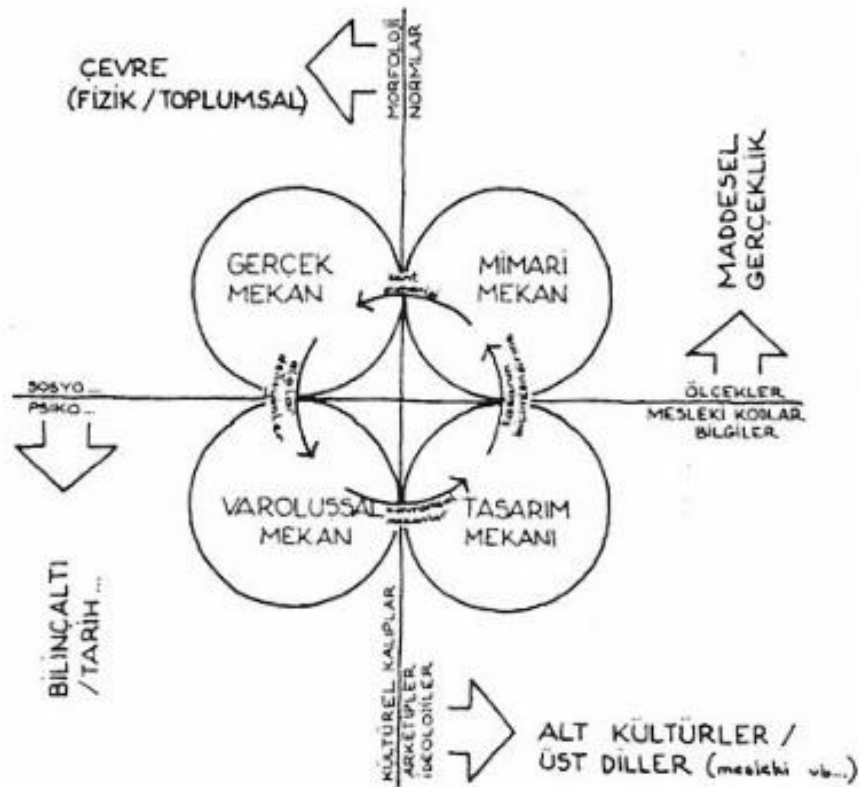 ÇEVRE
(FİZİK / TOPLUMSAL)
MORFOLOJİ
NORMLAR
MADDESEL
GERÇEKLİK
GERÇEK
MEKAN
MİMARİ
MEKAN
SOSYO...
PSİKO...
ÖLÇEKLER
MESLEKİ KODLAR
BİLGİLER
VAROLUSSAL
MEKAN
TASARIM
MEKANI
BİLİNÇALTI
/TARİH...
KÜLTÜREL KALIPLAR
ARKETİPLER
İDEOLOJİLER
ALT KÜLTÜRLER /
ÜST DİLLER (mesleki vb...)